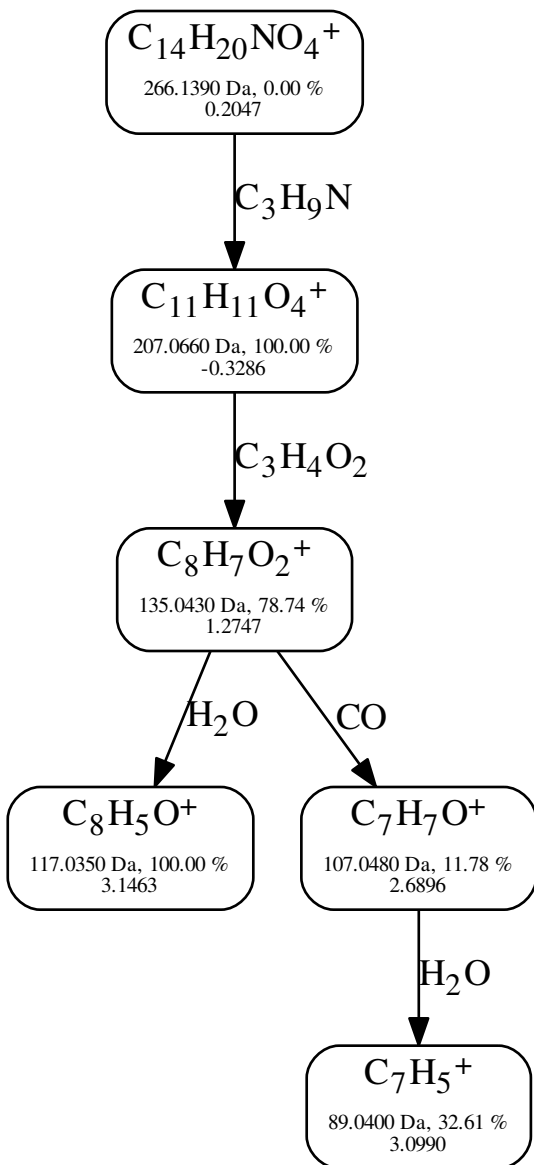 C₁₄H₂₀NO₄⁺
266.1390 Da, 0.00 %
0.2047
C₃H₉N
C₁₁H₁₁O₄⁺
207.0660 Da, 100.00 %
-0.3286
C₃H₄O₂
C₈H₇O₂⁺
135.0430 Da, 78.74 %
1.2747
H₂O
CO
C₈H₅O⁺
117.0350 Da, 100.00 %
3.1463
C₇H₇O⁺
107.0480 Da, 11.78 %
2.6896
H₂O
C₇H₅⁺
89.0400 Da, 32.61 %
3.0990